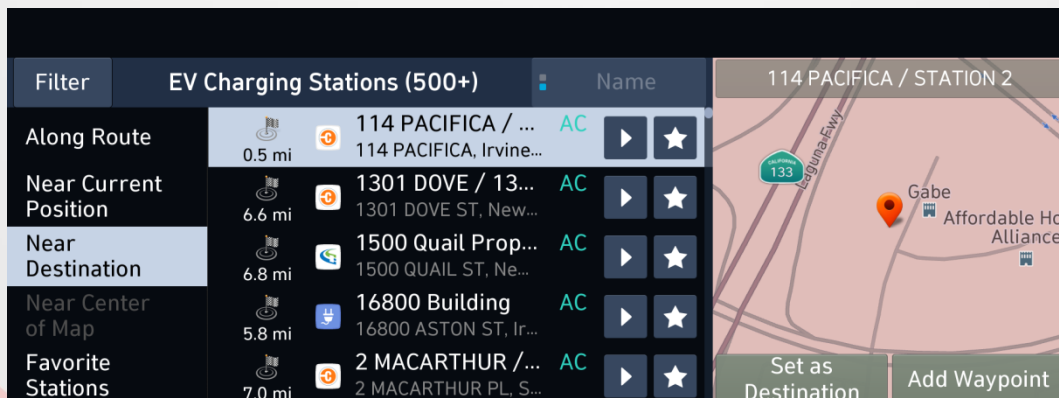 Filter
EV Charging Stations (500+)
Name
Along Route
Near Current
Position
Near
Destination
Near Center
of Map
Favorite
Stations
0.5 mi
114 PACIFICA / ...
114 PACIFICA, Irvine...
AC
6.6 mi
1301 DOVE / 13...
1301 DOVE ST, New...
AC
6.8 mi
1500 Quail Prop...
1500 QUAIL ST, Ne...
AC
5.8 mi
16800 Building
16800 ASTON ST, Ir...
AC
7.0 mi
2 MACARTHUR /...
2 MACARTHUR PL, S...
AC
114 PACIFICA / STATION 2
CALIFORNIA
133
Laguna Fwy
Gabe
Affordable Ho
Alliance
Set as
Destination
Add Waypoint